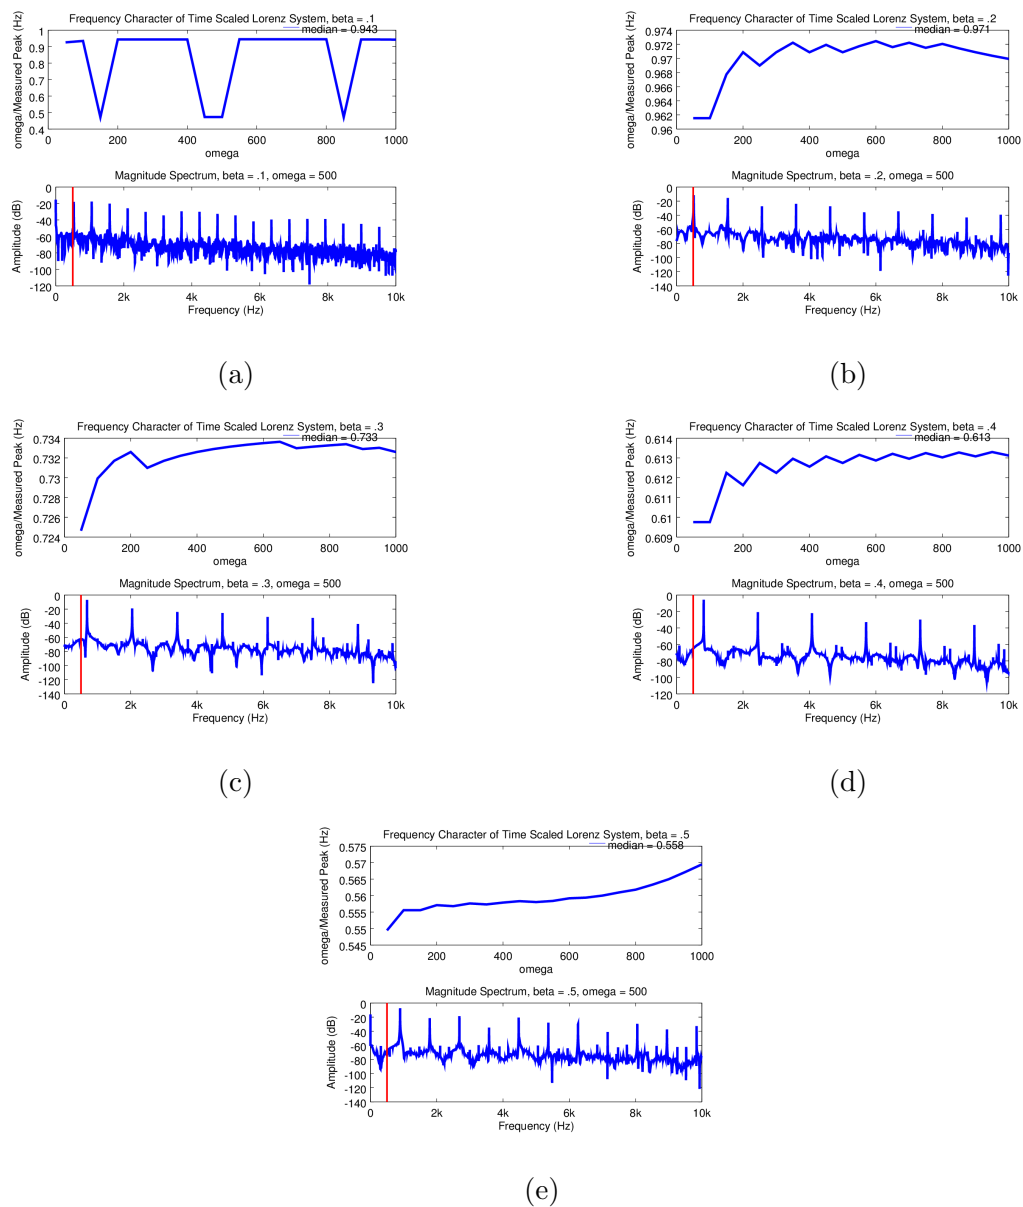 Frequency Character of Time Scaled Lorenz System, beta = .1
median = 0.943
omega/Measured Peak (Hz)
1
0.9
0.8
0.7
0.6
0.5
0.4
0 200 400 600 800 1000
omega
Magnitude Spectrum, beta = .1, omega = 500
Amplitude (dB)
0
-20
-40
-60
-80
-100
-120
0 2k 4k 6k 8k 10k
Frequency (Hz)
(a)
Frequency Character of Time Scaled Lorenz System, beta = .2
median = 0.971
omega/Measured Peak (Hz)
0.974
0.972
0.97
0.966
0.964
0.962
0.96
0 200 400 600 800 1000
omega
Magnitude Spectrum, beta = .2, omega = 500
Amplitude (dB)
0
-20
-40
-60
-80
-100
-120
-140
0 2k 4k 6k 8k 10k
Frequency (Hz)
(b)
Frequency Character of Time Scaled Lorenz System, beta = .3
median = 0.733
omega/Measured Peak (Hz)
0.734
0.732
0.73
0.728
0.726
0.724
0 200 400 600 800 1000
omega
Magnitude Spectrum, beta = .3, omega = 500
Amplitude (dB)
0
-20
-40
-60
-80
-100
-120
-140
0 2k 4k 6k 8k 10k
Frequency (Hz)
(c)
Frequency Character of Time Scaled Lorenz System, beta = .4
median = 0.613
omega/Measured Peak (Hz)
0.614
0.613
0.611
0.61
0.609
0 200 400 600 800 1000
omega
Magnitude Spectrum, beta = .4, omega = 500
Amplitude (dB)
0
-20
-40
-60
-80
-100
-120
0 2k 4k 6k 8k 10k
Frequency (Hz)
(d)
Frequency Character of Time Scaled Lorenz System, beta = .5
median = 0.558
omega/Measured Peak (Hz)
0.575
0.57
0.565
0.56
0.555
0.55
0.545
0 200 400 600 800 1000
omega
Magnitude Spectrum, beta = .5, omega = 500
Amplitude (dB)
0
-20
-40
-60
-80
-100
-120
-140
0 2k 4k 6k 8k 10k
Frequency (Hz)
(e)